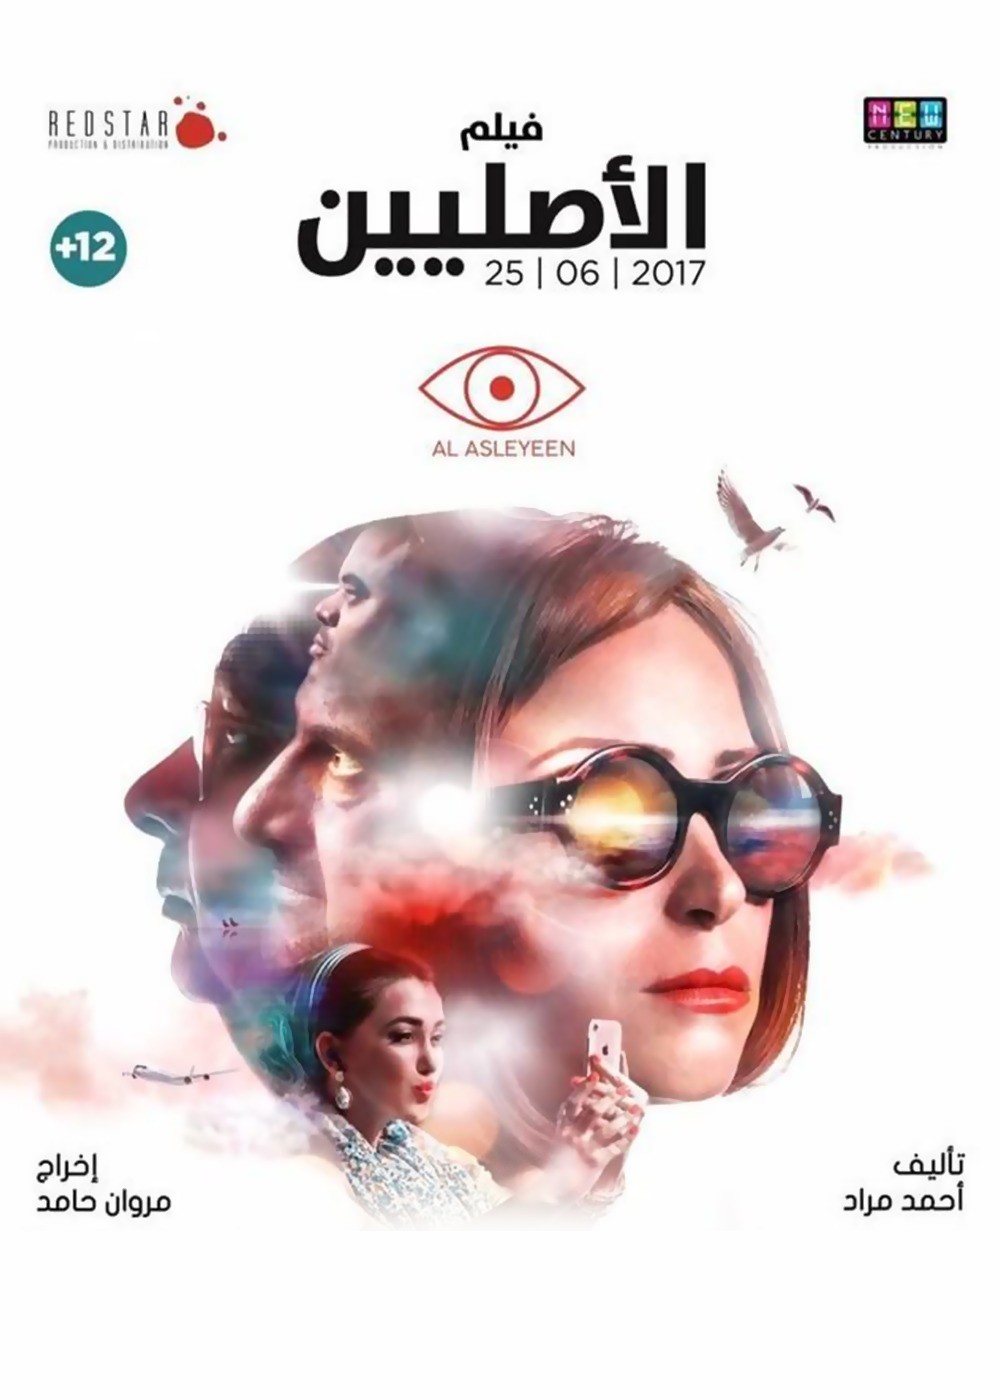 REDSTAR
PRODUCTION & DISTRIBUTION
NEW
CENTURY
PRODUCTION
فيلم
الأصليين
25 | 06 | 2017
+12
AL ASLEYEEN
تأليف
أحمد مراد
إخراج
مروان حامد